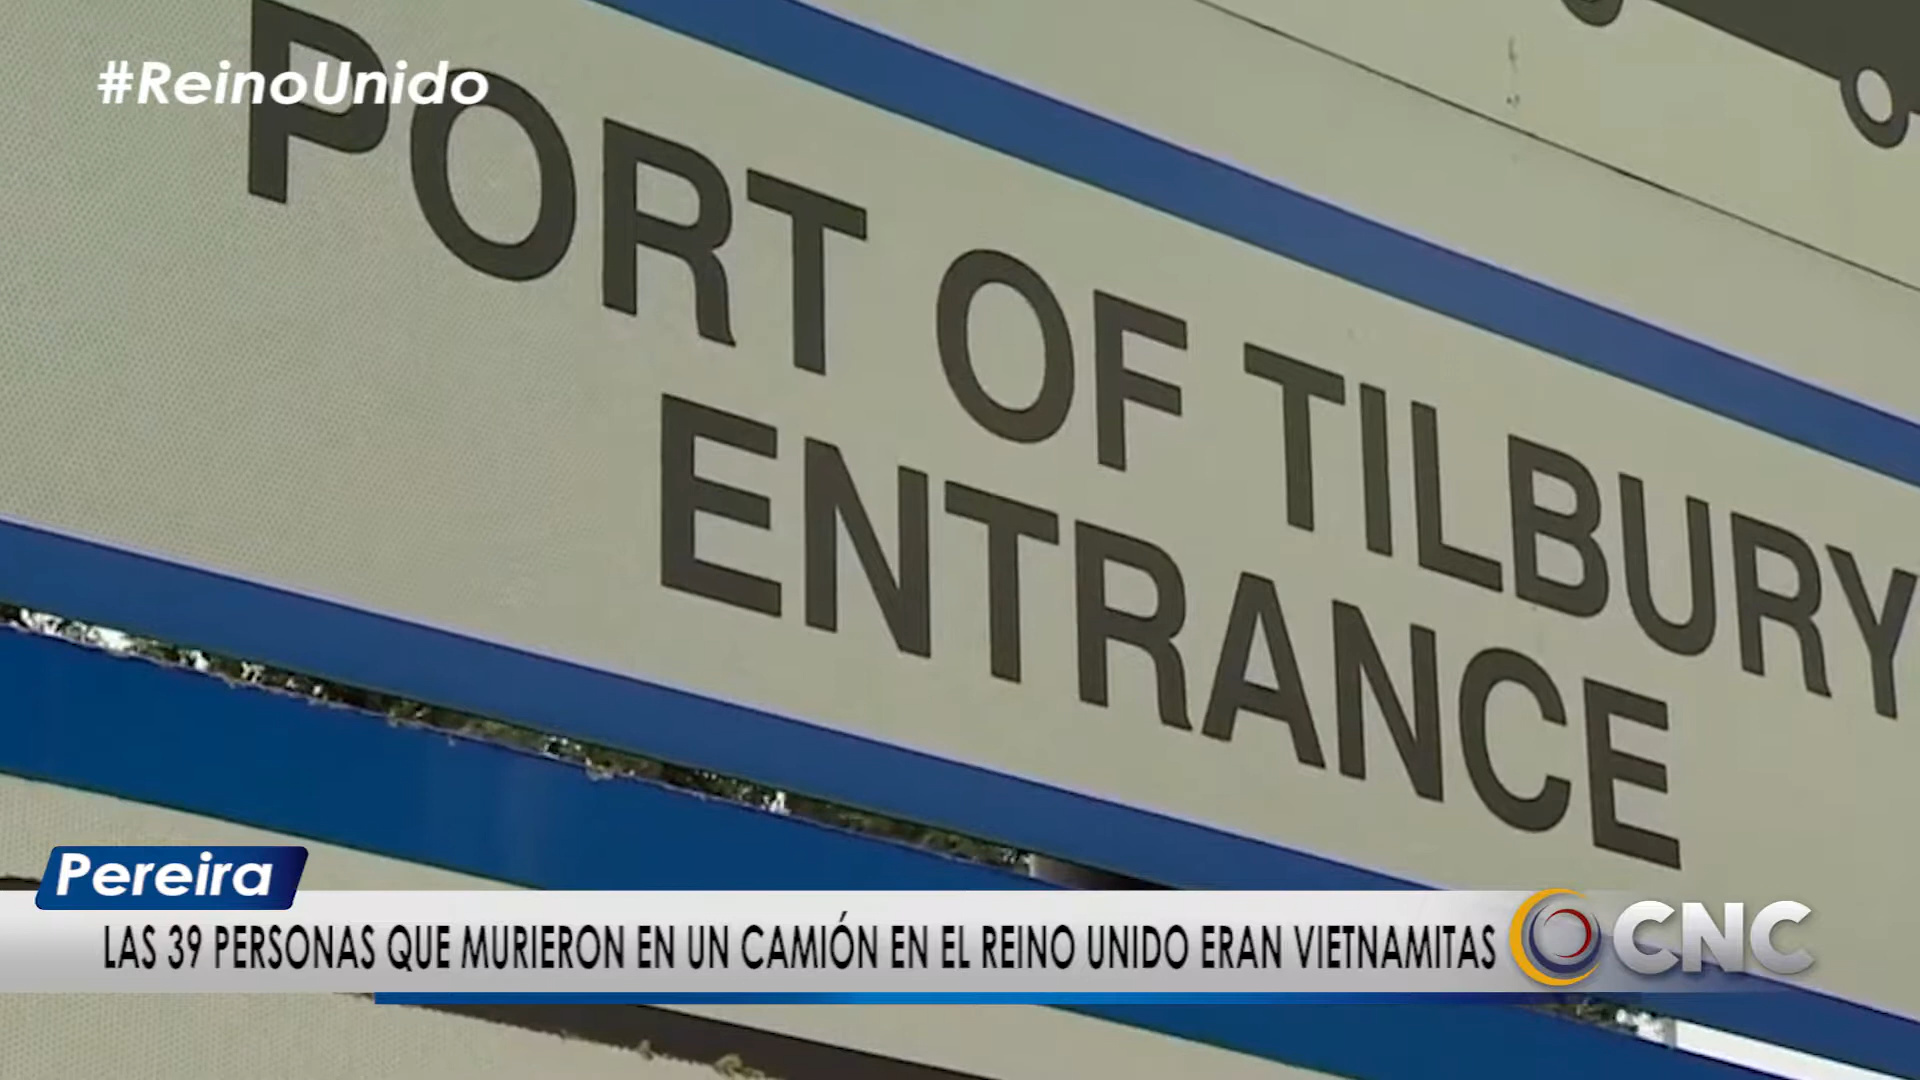 #ReinoUnido
PORT OF TILBURY
ENTRANCE
Pereira
LAS 39 PERSONAS QUE MURIERON EN UN CAMIÓN EN EL REINO UNIDO ERAN VIETNAMITAS
CNC